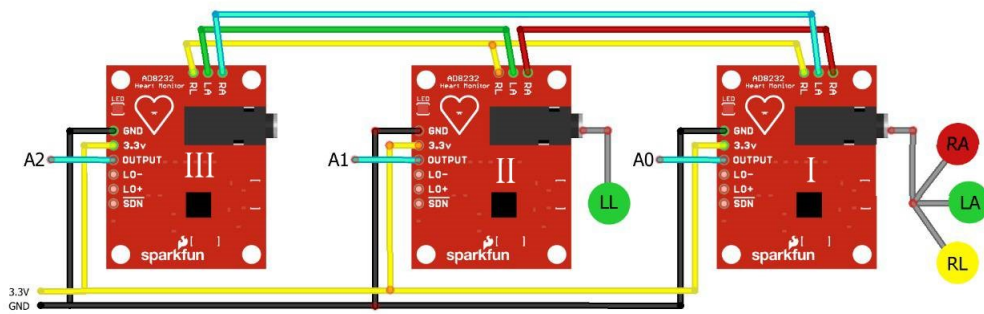 RL LA RA
AD8232
Heart Monitor
LED
GND
3.3v
A2
OUTPUT
III
LO-
LO+
SDN
sparkfun
RL LA RA
AD8232
Heart Monitor
LED
GND
3.3v
A1
OUTPUT
II
LO-
LO+
SDN
LL
sparkfun
RL LA RA
AD8232
Heart Monitor
LED
GND
3.3v
A0
OUTPUT
I
LO-
LO+
SDN
sparkfun
RA
LA
RL
3.3V
GND